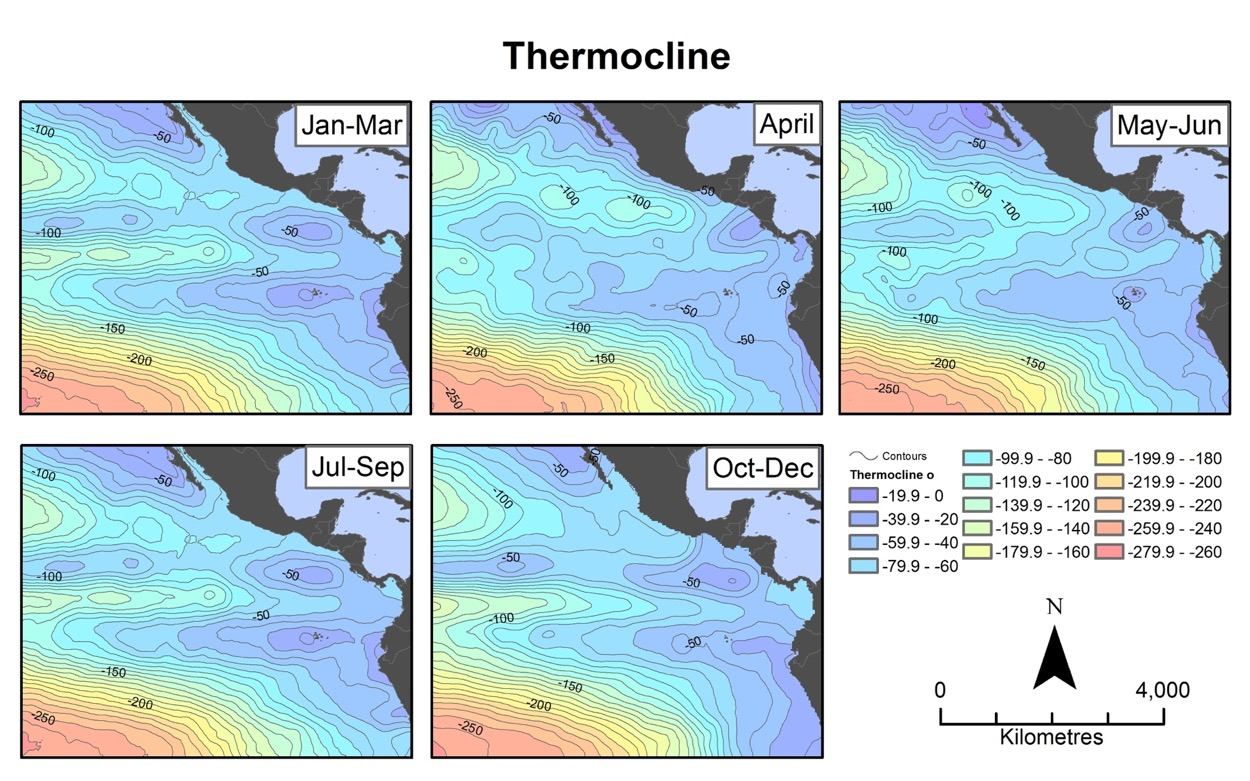 Thermocline
Jan-Mar
-100
-50
-100
-50
-50
-150
-200
-250
April
-50
-100
-100
-50
-50
-50
-50
-100
-150
-200
-250
May-Jun
-50
-100
-100
-100
-50
-100
-50
-100
-150
-200
-250
Jul-Sep
-100
-50
-100
-50
-50
-150
-200
-250
Oct-Dec
-50
50
-100
-50
-50
-100
-50
-150
-200
-250
Contours
Thermocline o
-19.9 - 0
-39.9 - -20
-59.9 - -40
-79.9 - -60
-99.9 - -80
-119.9 - -100
-139.9 - -120
-159.9 - -140
-179.9 - -160
-199.9 - -180
-219.9 - -200
-239.9 - -220
-259.9 - -240
-279.9 - -260
N
0 4,000
Kilometres